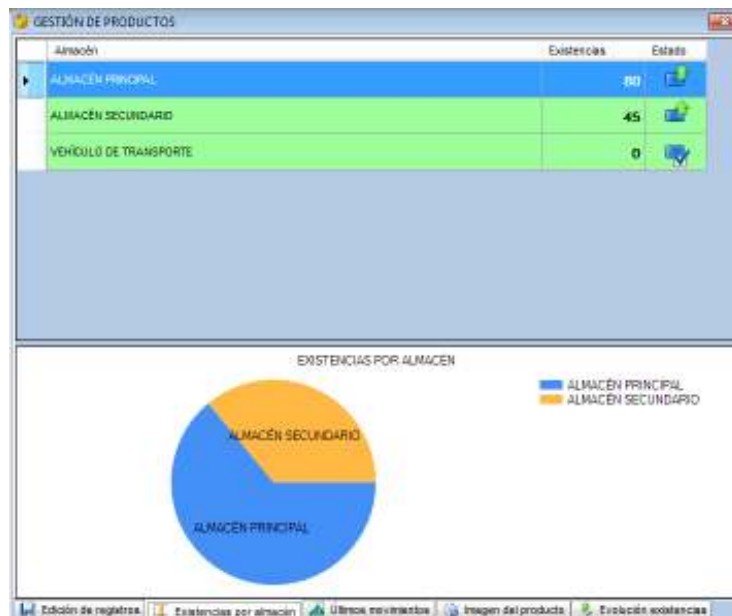 GESTIÓN DE PRODUCTOS
Almacén Existencias Estado
ALMACÉN PRINCIPAL 80
ALMACÉN SECUNDARIO 45
VEHÍCULO DE TRANSPORTE 0
EXISTENCIAS POR ALMACEN
ALMACÉN PRINCIPAL
ALMACÉN SECUNDARIO
ALMACÉN SECUNDARIO
ALMACÉN PRINCIPAL
Edición de registros Existencias por almacén Últimos movimientos Imagen del producto Evolución existencias